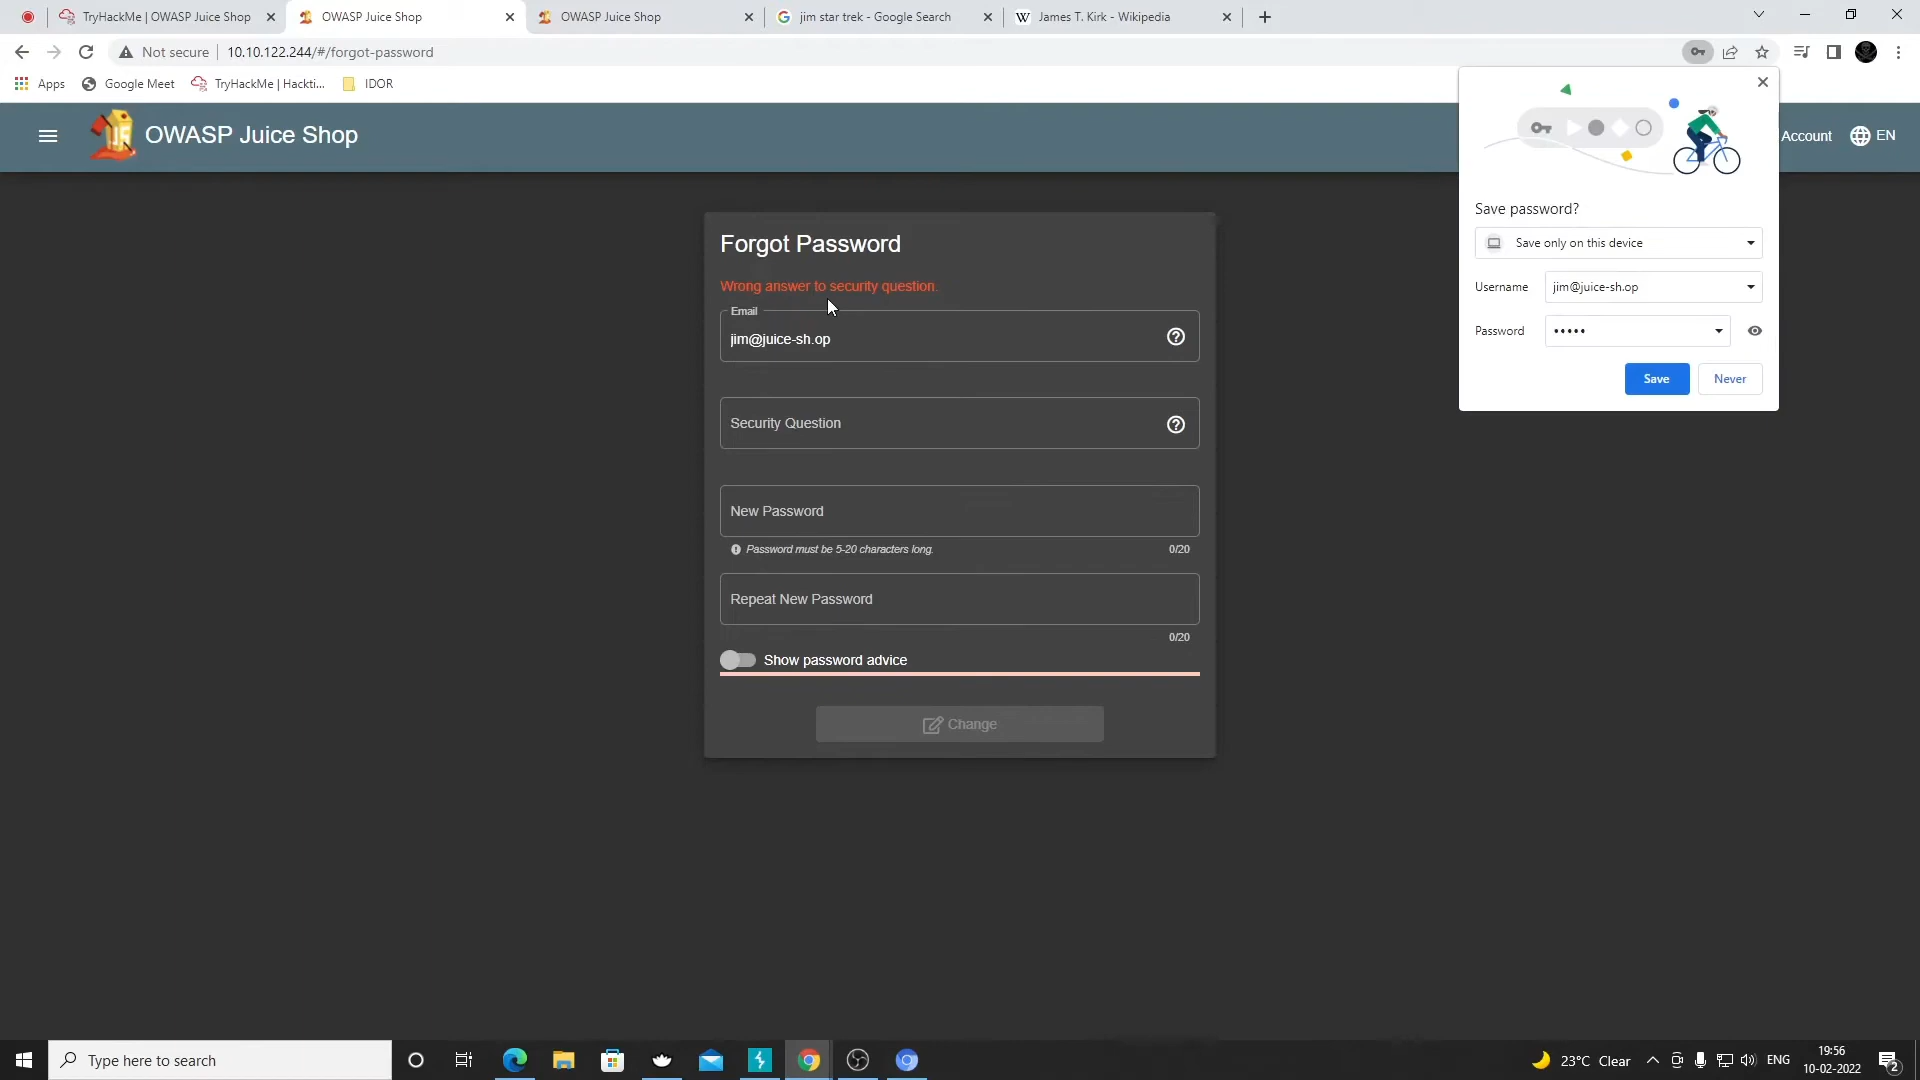 TryHackMe | OWASP Juice Shop
OWASP Juice Shop
OWASP Juice Shop
jim star trek - Google Search
W James T. Kirk - Wikipedia
Not secure
10.10.122.244/#/forgot-password
Apps
Google Meet
TryHackMe | Hackti...
IDOR
OWASP Juice Shop
Account
EN
Save password?
Save only on this device
Username
jim@juice-sh.op
Password
•••••
Save
Never
Forgot Password
Wrong answer to security question.
Email
jim@juice-sh.op
Security Question
New Password
Password must be 5-20 characters long.
0/20
Repeat New Password
0/20
Show password advice
Change
Type here to search
23°C Clear
ENG
19:56
10-02-2022
2